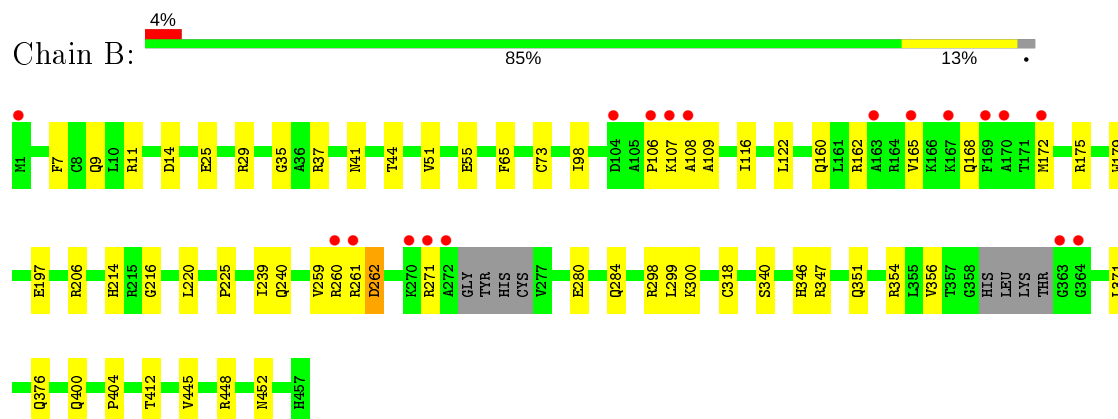 4%
Chain B:
85% 13% •
M1 F7 C8 Q9 L10 R11 D14 E25 R29 G35 A36 R37 N41 T44 V51 E55 F65 C73 I98 D104 A105 P106 K107 A108 A109 I116 L122 Q160 L161 R162 A163 R164 V165 K166 K167 Q168 F169 A170 T171 M172 R175 W179
E197 R206 H214 R215 G216 L220 P225 I239 Q240 V259 R260 R261 D262 K270 R271 A272 GLY TYR HIS CYS V277 E280 Q284 R298 L299 K300 C318 S340 H346 R347 Q351 R354 L355 V356 T357 G358 HIS LEU LYS THR G363 G364 L371
Q376 Q400 P404 T412 V445 R448 N452 H457